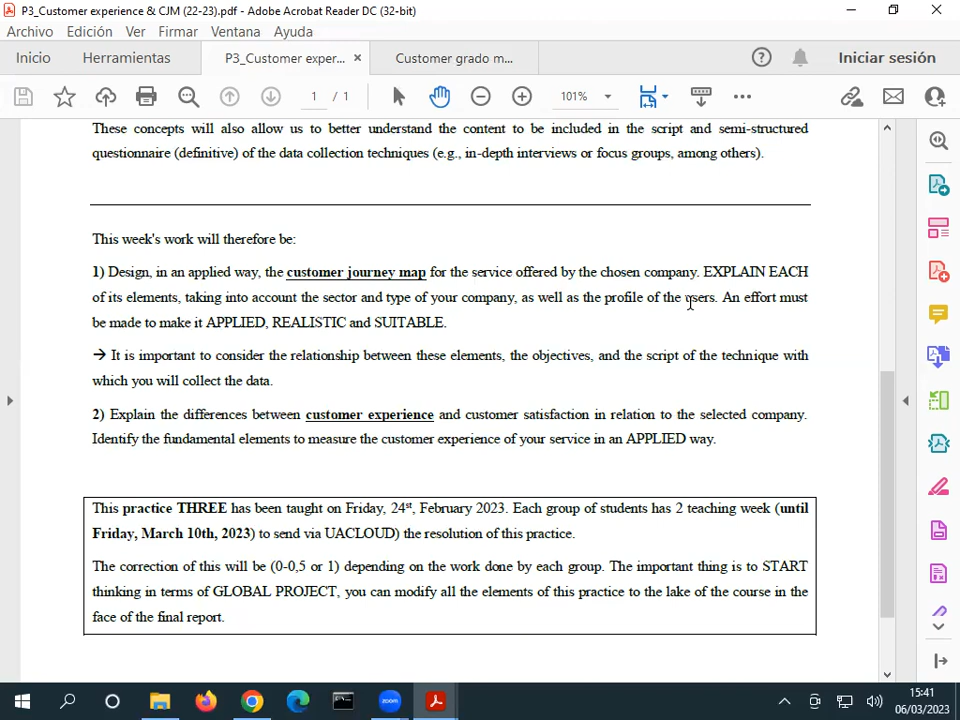 P3_Customer experience & CJM (22-23).pdf - Adobe Acrobat Reader DC (32-bit)
Archivo Edición Ver Firmar Ventana Ayuda
Inicio Herramientas P3_Customer exper... × Customer grado m... Iniciar sesión
1 / 1 101%
These concepts will also allow us to better understand the content to be included in the script and semi-structured
questionnaire (definitive) of the data collection techniques (e.g., in-depth interviews or focus groups, among others).
This week's work will therefore be:
1) Design, in an applied way, the customer journey map for the service offered by the chosen company. EXPLAIN EACH
of its elements, taking into account the sector and type of your company, as well as the profile of the users. An effort must
be made to make it APPLIED, REALISTIC and SUITABLE.
→ It is important to consider the relationship between these elements, the objectives, and the script of the technique with
which you will collect the data.
2) Explain the differences between customer experience and customer satisfaction in relation to the selected company.
Identify the fundamental elements to measure the customer experience of your service in an APPLIED way.
This practice THREE has been taught on Friday, 24st, February 2023. Each group of students has 2 teaching week (until
Friday, March 10th, 2023) to send via UACLOUD) the resolution of this practice.
The correction of this will be (0-0,5 or 1) depending on the work done by each group. The important thing is to START
thinking in terms of GLOBAL PROJECT, you can modify all the elements of this practice to the lake of the course in the
face of the final report.
zoom
15:41
06/03/2023